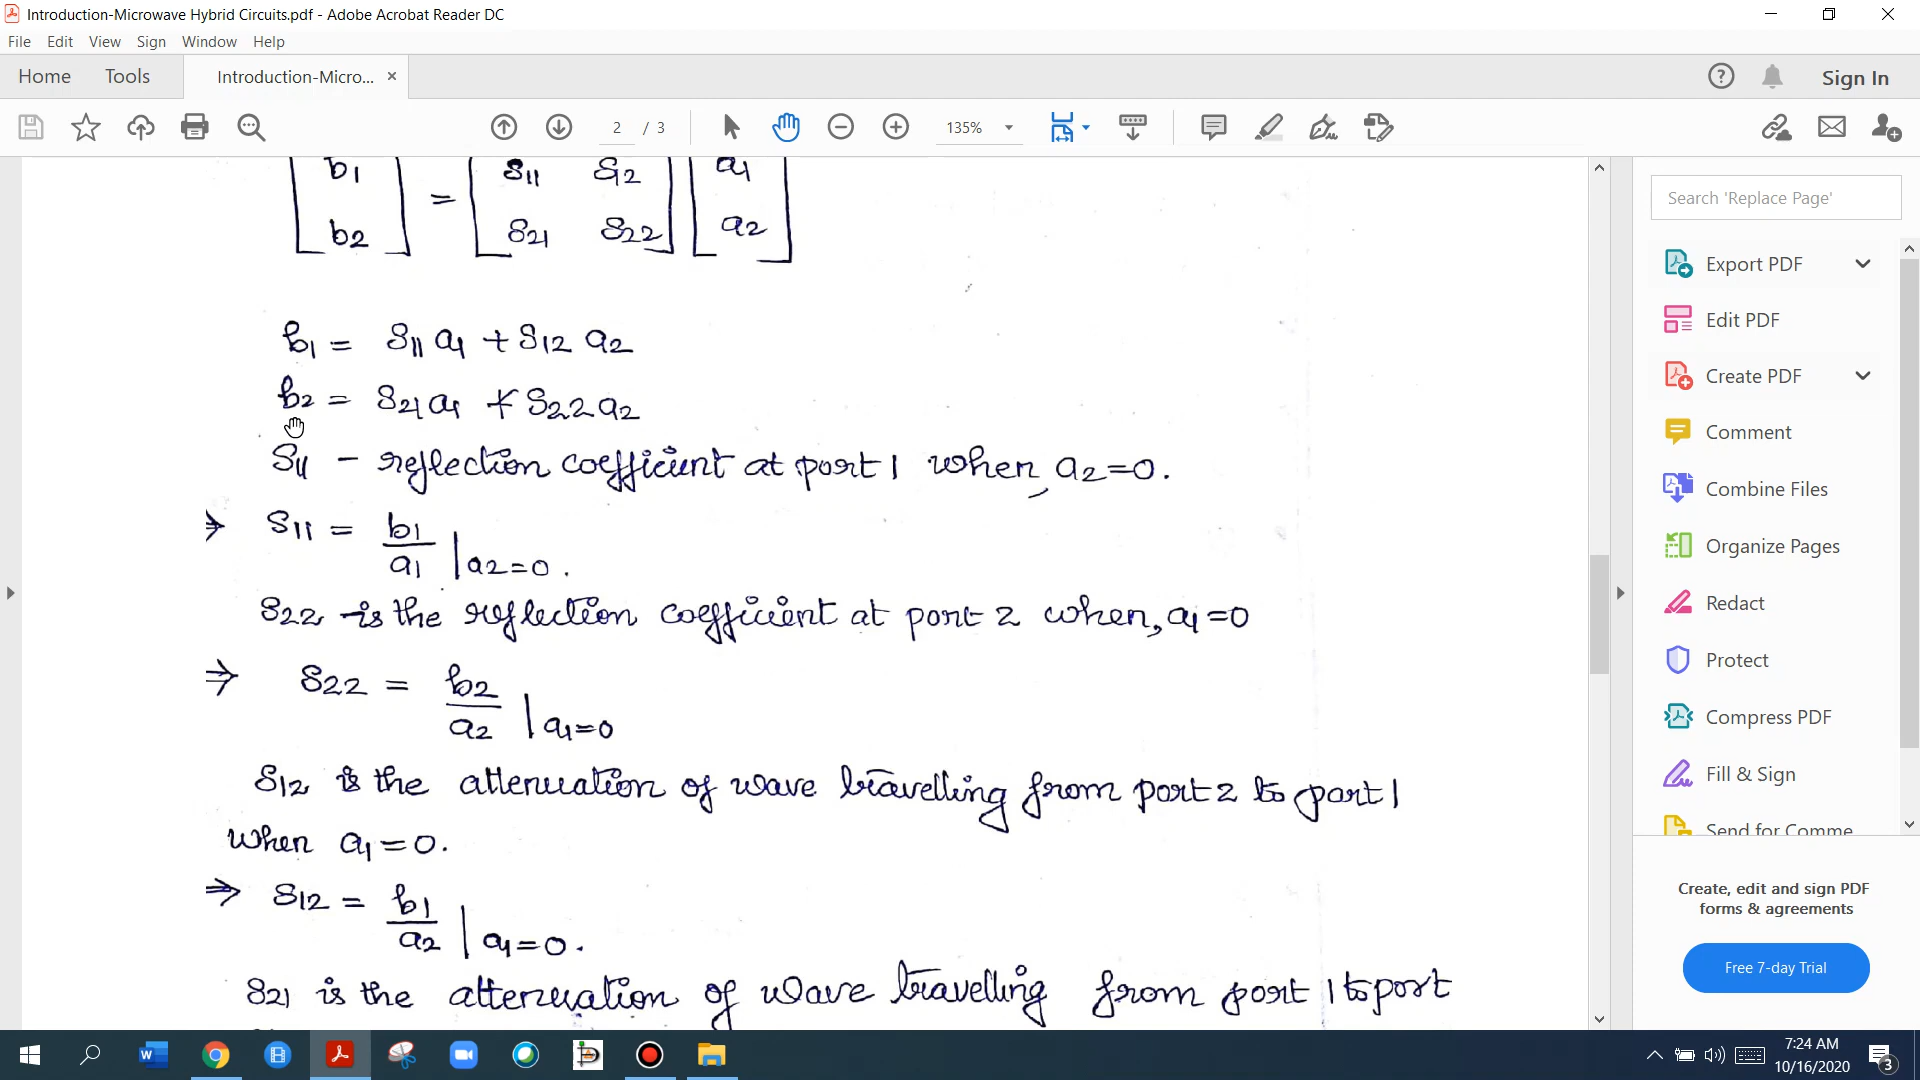 Introduction-Microwave Hybrid Circuits.pdf - Adobe Acrobat Reader DC
File Edit View Sign Window Help
Home Tools Introduction-Micro... × Sign In
2 / 3 135%
b1 = S11 S12 a1
b2 S21 S22 a2
b1 = S11 a1 + S12 a2
b2 = S21 a1 + S22 a2
S11 - reflection coefficient at port 1 when, a2=0.
⇒ S11 = b1/a1 | a2=0.
S22 - is the reflection coefficient at port 2 when, a1=0
⇒ S22 = b2/a2 | a1=0
S12 is the attenuation of wave travelling from port 2 to port 1
when a1=0.
⇒ S12 = b1/a2 | a1=0.
S21 is the attenuation of wave travelling from port 1 to port
Search 'Replace Page'
Export PDF
Edit PDF
Create PDF
Comment
Combine Files
Organize Pages
Redact
Protect
Compress PDF
Fill & Sign
Send for Comme
Create, edit and sign PDF
forms & agreements
Free 7-day Trial
7:24 AM
10/16/2020
3